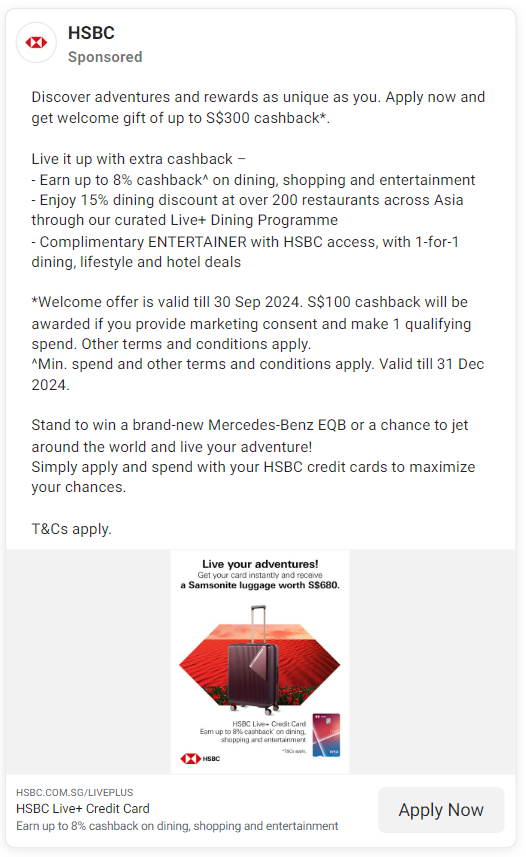 HSBC
Sponsored
Discover adventures and rewards as unique as you. Apply now and
get welcome gift of up to S$300 cashback*.
Live it up with extra cashback –
- Earn up to 8% cashback^ on dining, shopping and entertainment
- Enjoy 15% dining discount at over 200 restaurants across Asia
through our curated Live+ Dining Programme
- Complimentary ENTERTAINER with HSBC access, with 1-for-1
dining, lifestyle and hotel deals
*Welcome offer is valid till 30 Sep 2024. S$100 cashback will be
awarded if you provide marketing consent and make 1 qualifying
spend. Other terms and conditions apply.
^Min. spend and other terms and conditions apply. Valid till 31 Dec
2024.
Stand to win a brand-new Mercedes-Benz EQB or a chance to jet
around the world and live your adventure!
Simply apply and spend with your HSBC credit cards to maximize
your chances.
T&Cs apply.
Live your adventures!
Get your card instantly and receive
a Samsonite luggage worth S$680.
HSBC Live+ Credit Card
Earn up to 8% cashback^ on dining,
shopping and entertainment
*T&Cs apply.
VISA
HSBC
HSBC.COM.SG/LIVEPLUS
HSBC Live+ Credit Card
Earn up to 8% cashback on dining, shopping and entertainment
Apply Now